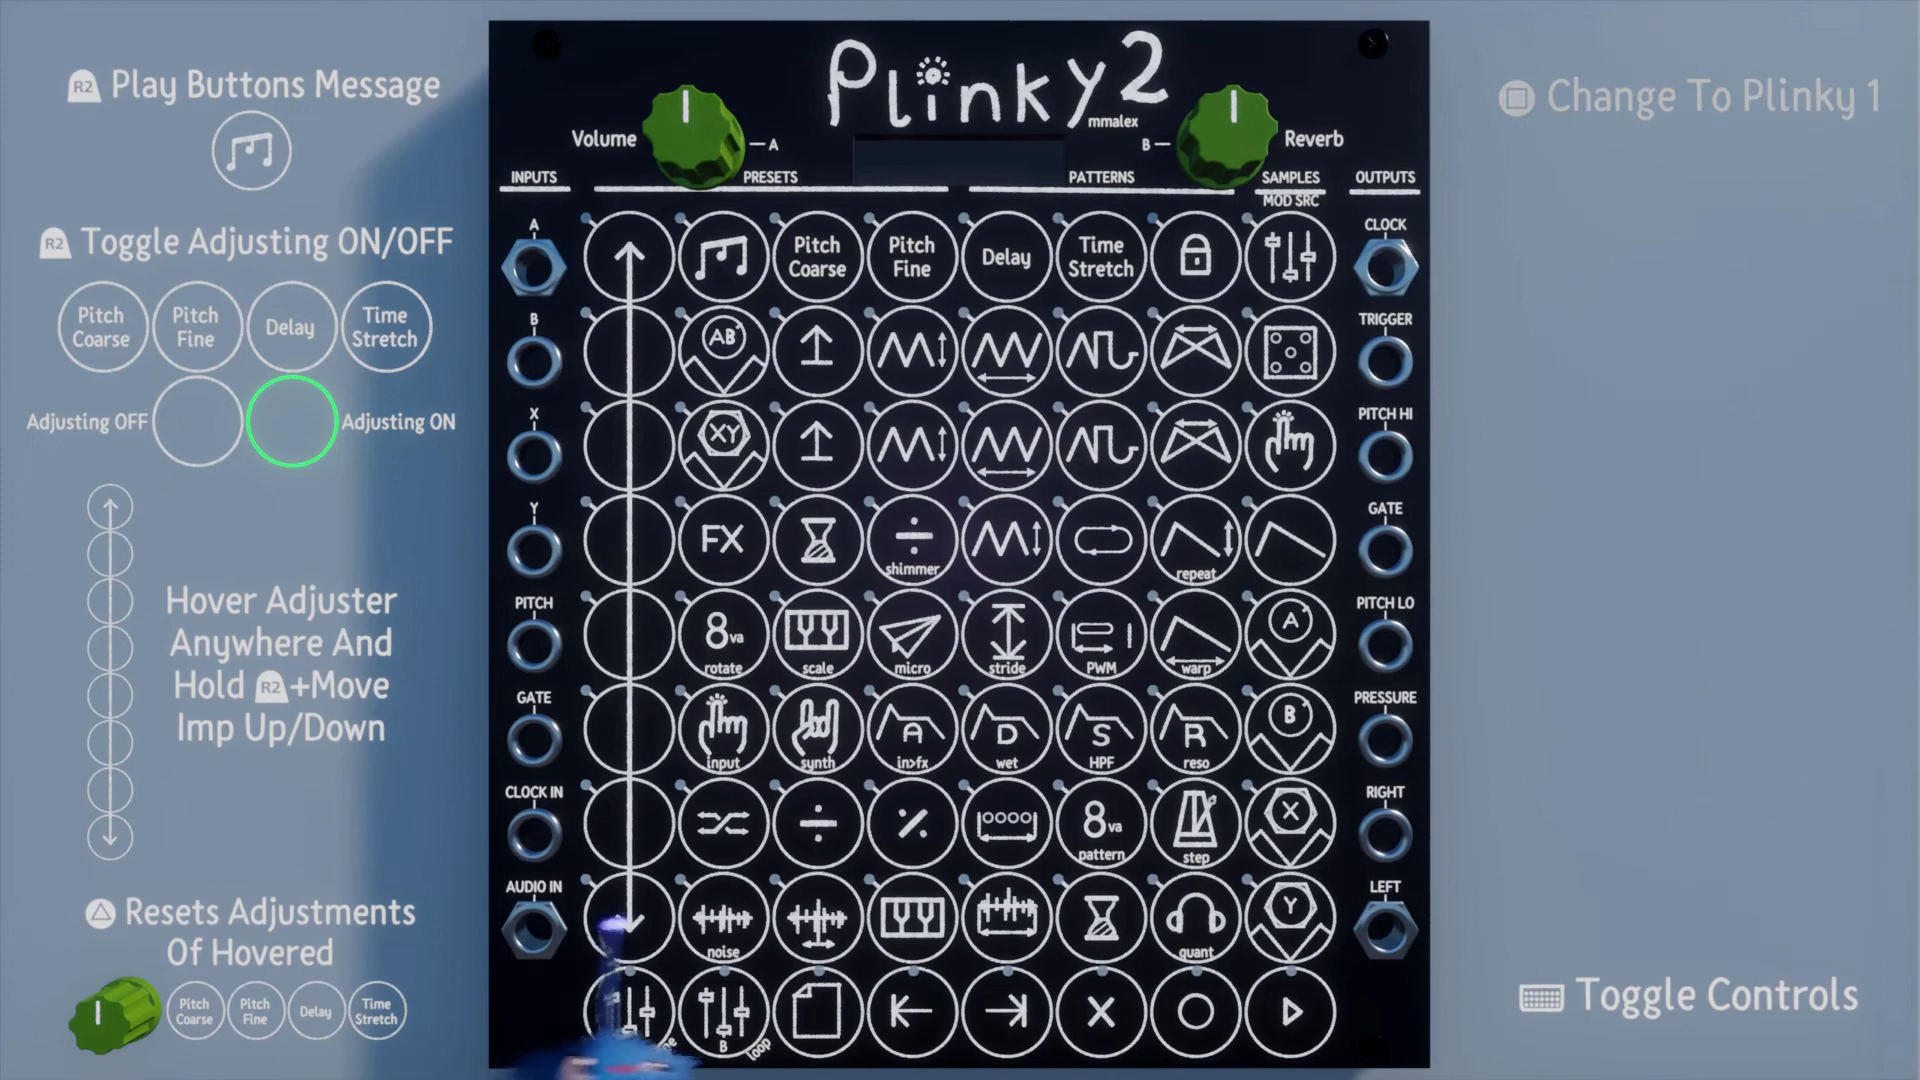 R2 Play Buttons Message
R2 Toggle Adjusting ON/OFF
Pitch Coarse
Pitch Fine
Delay
Time Stretch
Adjusting OFF
Adjusting ON
Hover Adjuster
Anywhere And
Hold R2+Move
Imp Up/Down
Resets Adjustments
Of Hovered
Pitch Coarse
Pitch Fine
Delay
Time Stretch
Plinky2
mmalex
Volume
A
B
Reverb
INPUTS
PRESETS
PATTERNS
SAMPLES
MOD SRC
OUTPUTS
A
Pitch Coarse
Pitch Fine
Delay
Time Stretch
CLOCK
B
AB
TRIGGER
X
XY
PITCH HI
Y
FX
shimmer
repeat
GATE
PITCH
8va
rotate
scale
micro
stride
PWM
warp
A
PITCH LO
GATE
input
synth
A
in>fx
D
wet
S
HPF
R
reso
B
PRESSURE
CLOCK IN
8va
pattern
step
X
RIGHT
AUDIO IN
noise
quant
Y
LEFT
B
loop
Change To Plinky 1
Toggle Controls